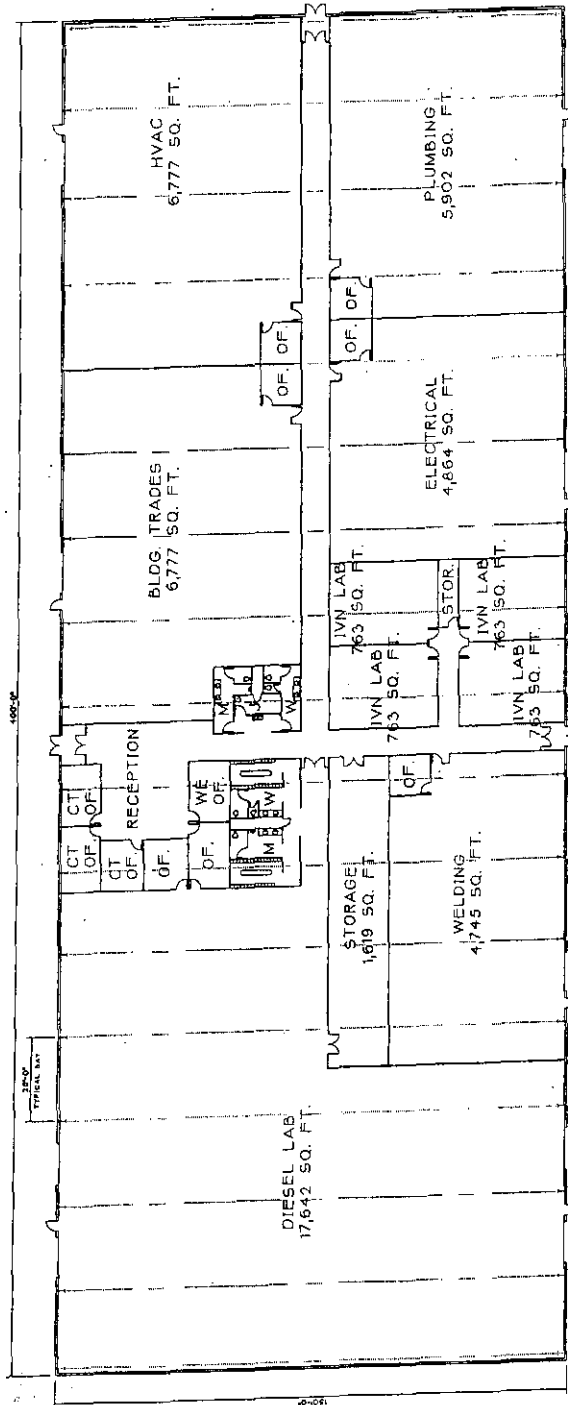 400'-0"
HVAC
6,777 SQ. FT.
PLUMBING
5,902 SQ. FT.
OF.
OF.
OF.
OF.
BLDG. TRADES
6,777 SQ. FT.
ELECTRICAL
4,864 SQ. FT.
IVN LAB
763 SQ. FT.
STOR.
IVN LAB
763 SQ. FT.
IVN LAB
763 SQ. FT.
IVN LAB
763 SQ. FT.
M
W
CT
OF.
RECEPTION
CT
OF.
CT
OF.
OF.
WE
OF.
OF.
W
M
OF.
STORAGE
1,619 SQ. FT.
WELDING
4,745 SQ. FT.
TYPICAL BAY
DIESEL LAB
17,642 SQ. FT.
150'-0"